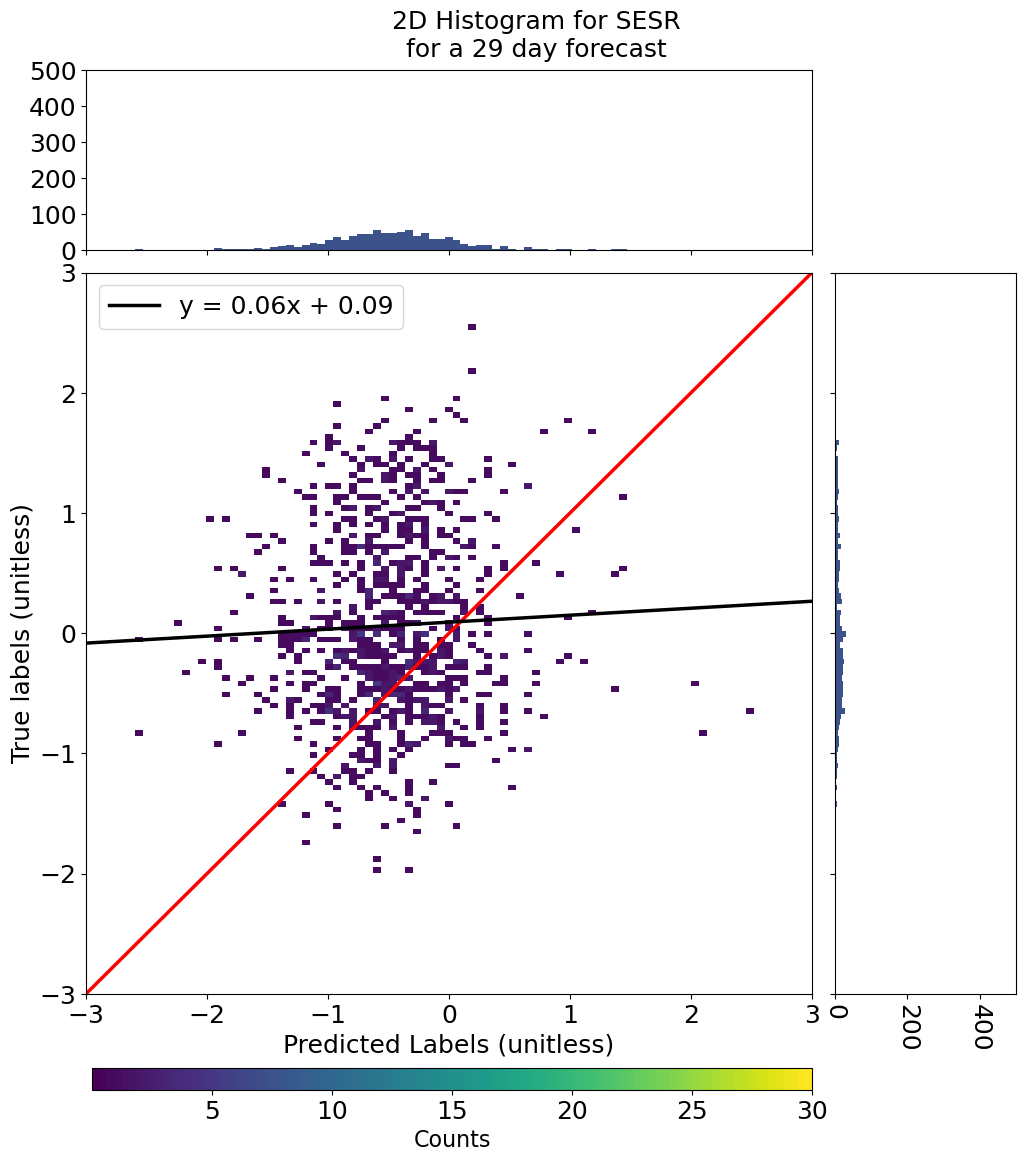 2D Histogram for SESR
for a 29 day forecast
500
400
300
200
100
0
3
2
1
0
−1
−2
−3
True labels (unitless)
y = 0.06x + 0.09
−3 −2 −1 0 1 2 3
Predicted Labels (unitless)
0 200 400
5 10 15 20 25 30
Counts